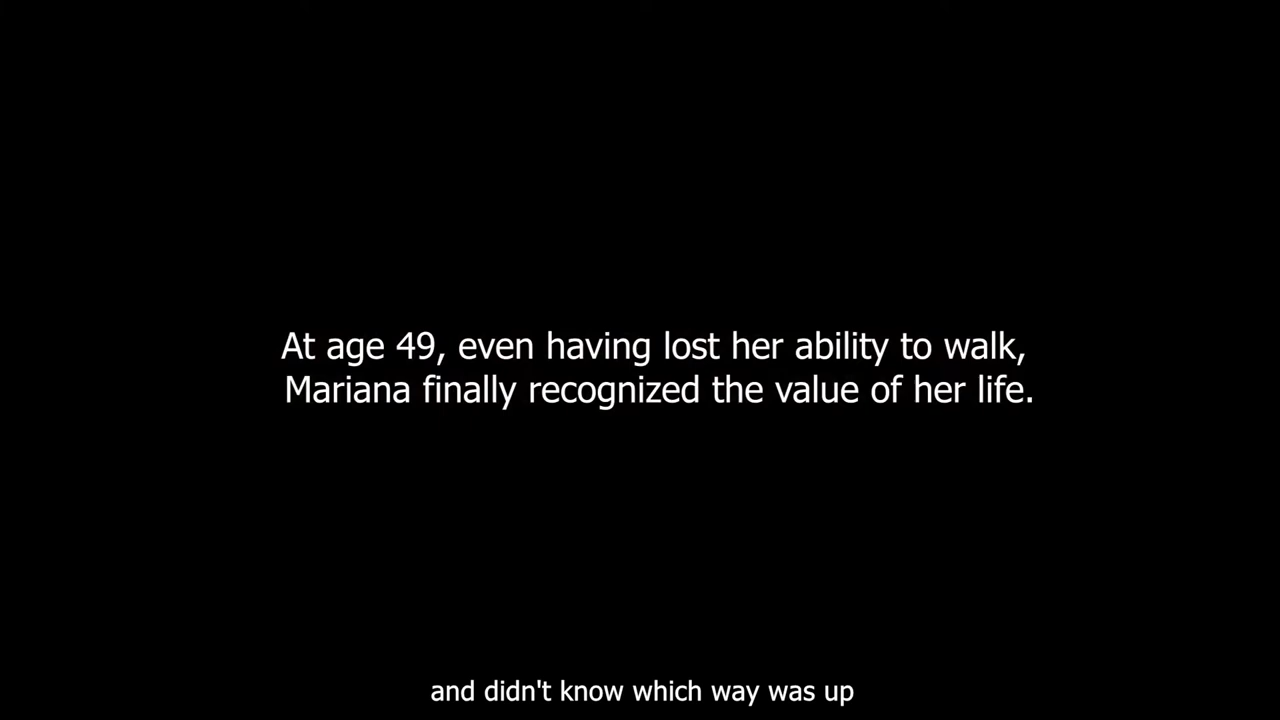 At age 49, even having lost her ability to walk,
Mariana finally recognized the value of her life.
and didn't know which way was up